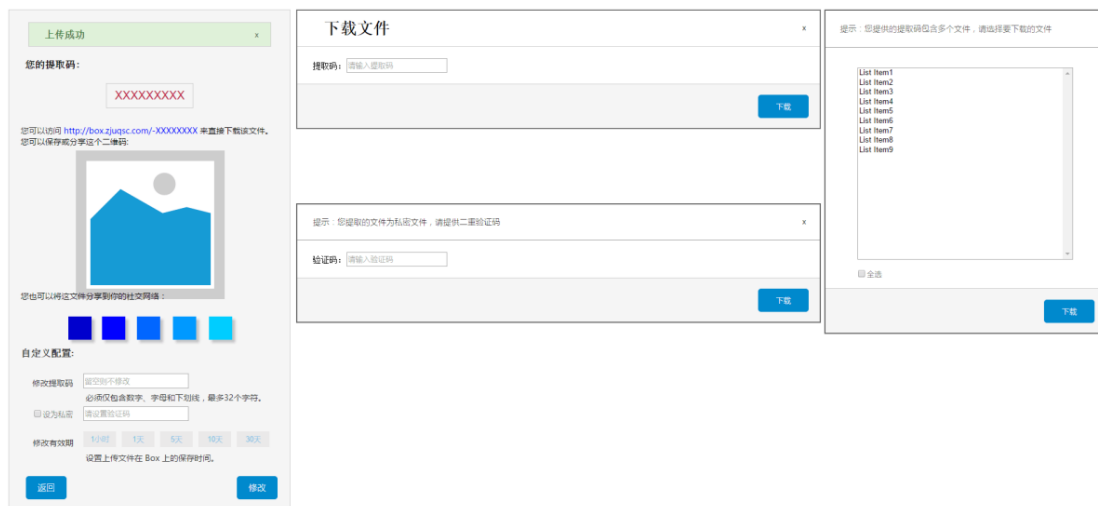 上传成功
x
您的提取码:
XXXXXXXXX
您可以访问 http://box.zjuqsc.com/-XXXXXXXX 来直接下载该文件。
您可以保存或分享这个二维码:
您也可以将这文件分享到你的社交网络:
自定义配置:
修改提取码
留空则不修改
必须仅包含数字、字母和下划线，最多32个字符。
设为私密
请设置验证码
修改有效期
1小时 1天 5天 10天 30天
设置上传文件在 Box 上的保存时间。
返回
修改
下载文件
x
提取码:
请输入提取码
下载
提示：您提取的文件为私密文件，请提供二重验证码
x
验证码:
请输入验证码
下载
提示：您提供的提取码包含多个文件，请选择要下载的文件
List Item1
List Item2
List Item3
List Item4
List Item5
List Item6
List Item7
List Item8
List Item9
全选
下载